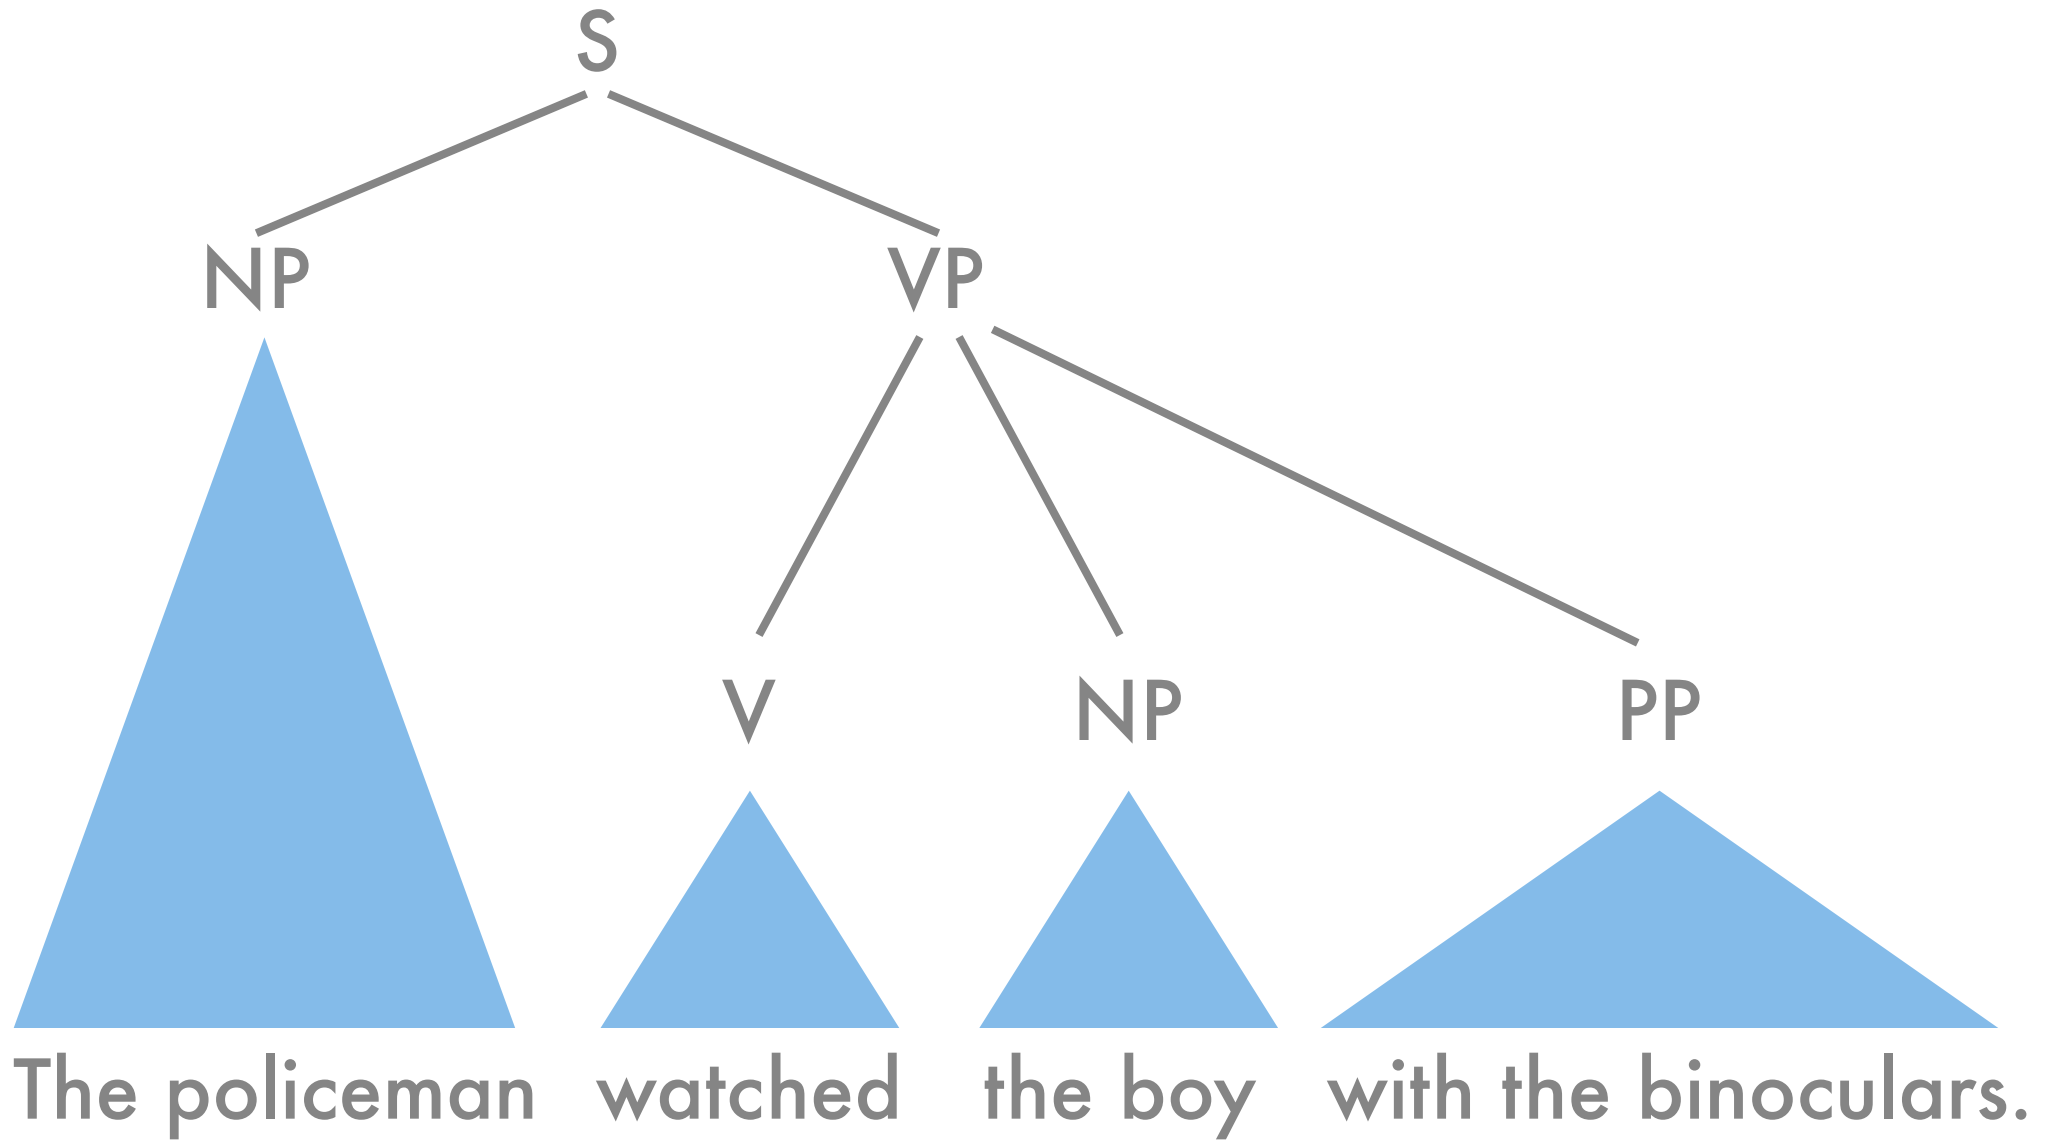 S
NP VP
V NP PP
The policeman watched the boy with the binoculars.